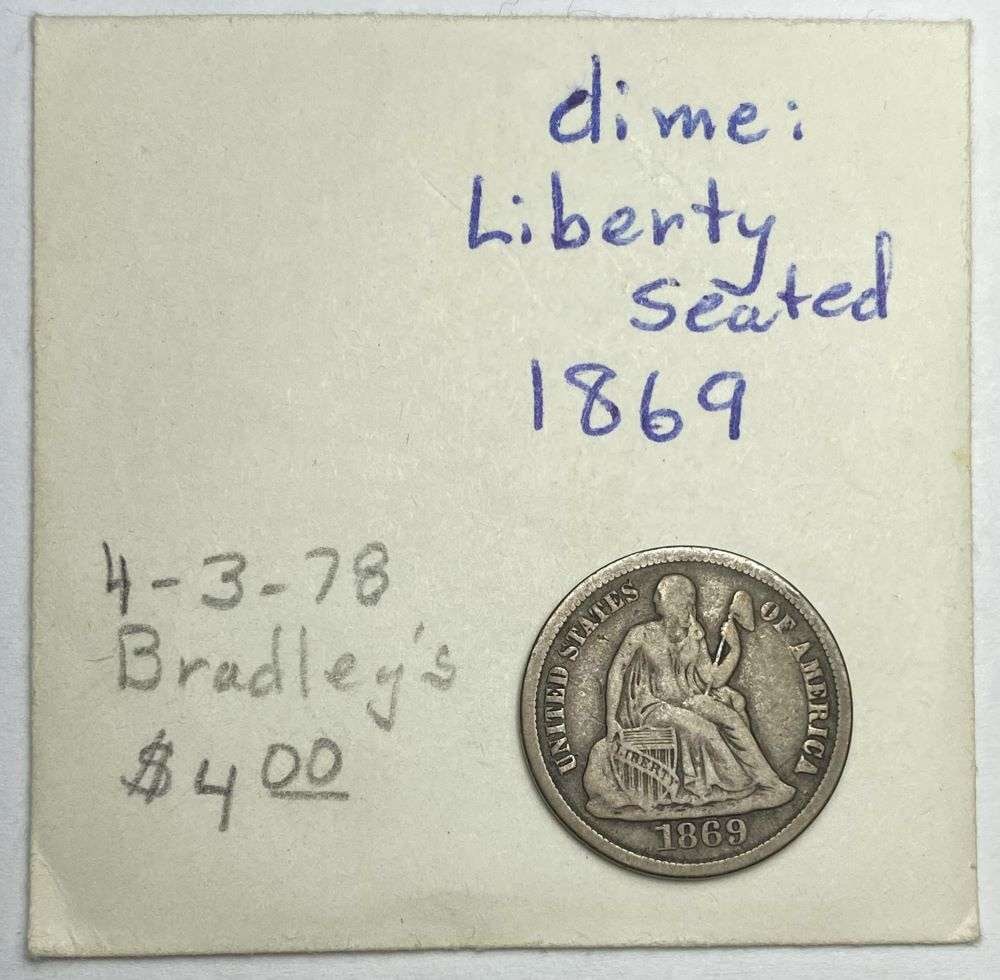 dime:
Liberty
seated
1869
4-3-78
Bradley's
$4 00
UNITED STATES OF AMERICA
LIBERTY
1869